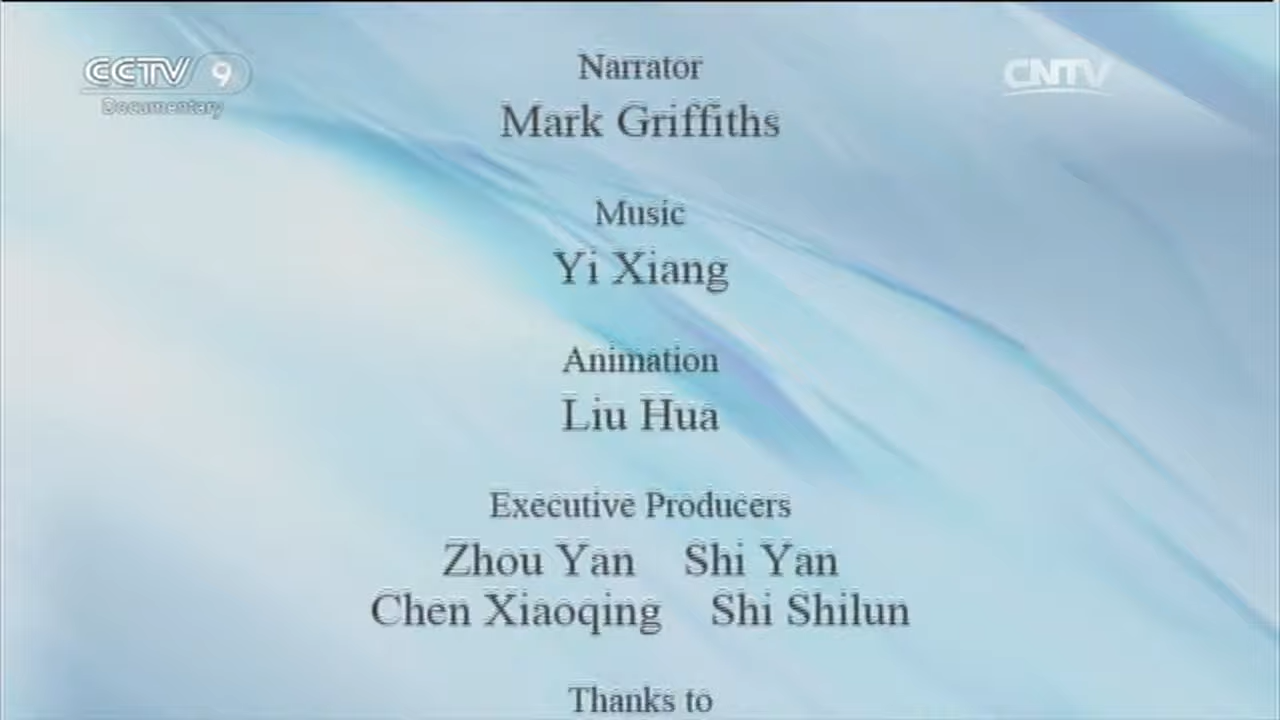 CCTV 9
Documentary
CNTV
Narrator
Mark Griffiths
Music
Yi Xiang
Animation
Liu Hua
Executive Producers
Zhou Yan Shi Yan
Chen Xiaoqing Shi Shilun
Thanks to